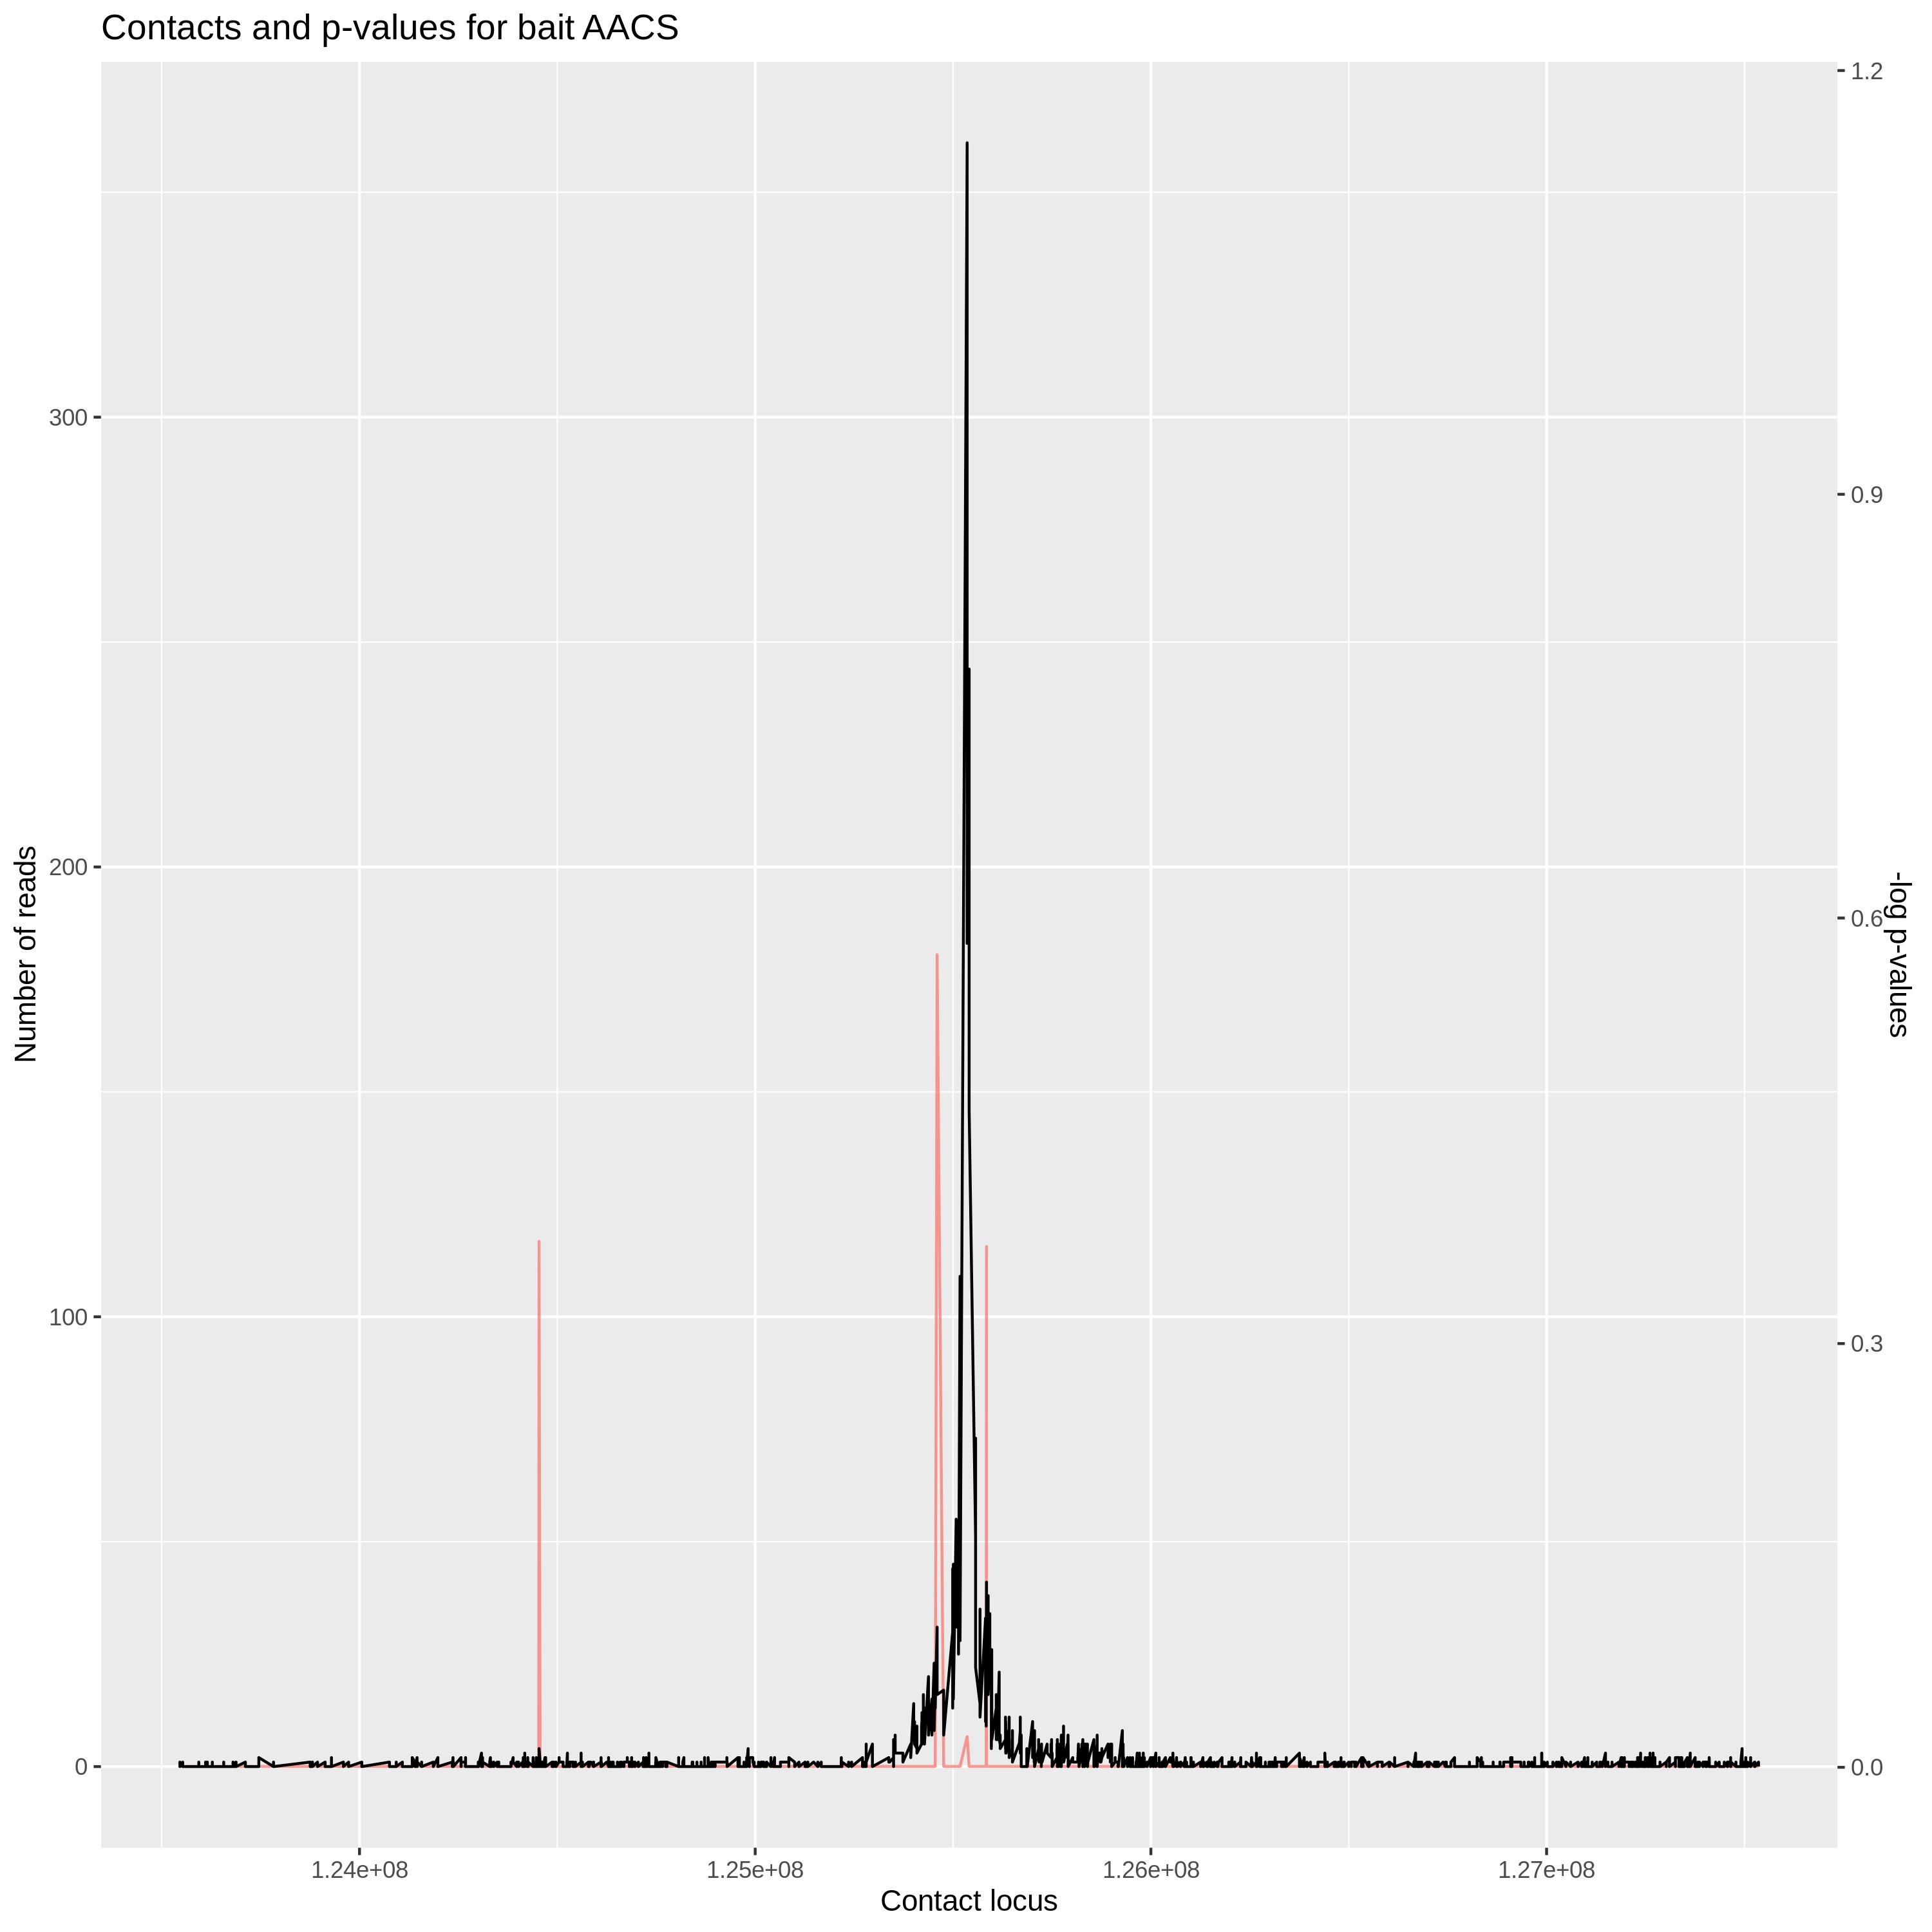 Contacts and p-values for bait AACS
1.2
0.9
0.6
0.3
0.0
300
200
100
0
Number of reads
-log p-values
1.24e+08
1.25e+08
1.26e+08
1.27e+08
Contact locus